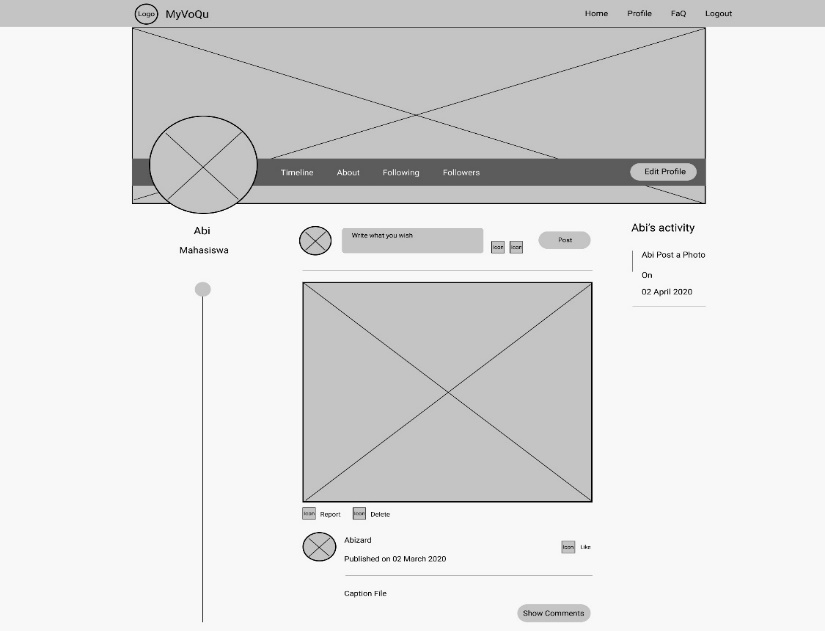 Logo MyVoQu Home Profile FaQ Logout
Timeline About Following Followers Edit Profile
Abi
Mahasiswa
Write what you wish
Icon Icon Post
Abi's activity
Abi Post a Photo
On
02 April 2020
Icon Report Icon Delete
Abizard
Published on 02 March 2020
Icon Like
Caption File
Show Comments